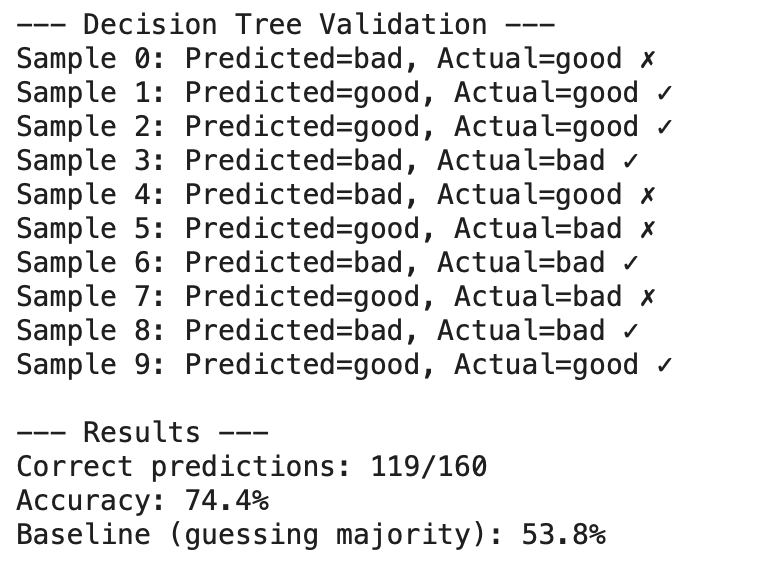 --- Decision Tree Validation ---
Sample 0: Predicted=bad, Actual=good ✗
Sample 1: Predicted=good, Actual=good ✓
Sample 2: Predicted=good, Actual=good ✓
Sample 3: Predicted=bad, Actual=bad ✓
Sample 4: Predicted=bad, Actual=good ✗
Sample 5: Predicted=good, Actual=bad ✗
Sample 6: Predicted=bad, Actual=bad ✓
Sample 7: Predicted=good, Actual=bad ✗
Sample 8: Predicted=bad, Actual=bad ✓
Sample 9: Predicted=good, Actual=good ✓

--- Results ---
Correct predictions: 119/160
Accuracy: 74.4%
Baseline (guessing majority): 53.8%